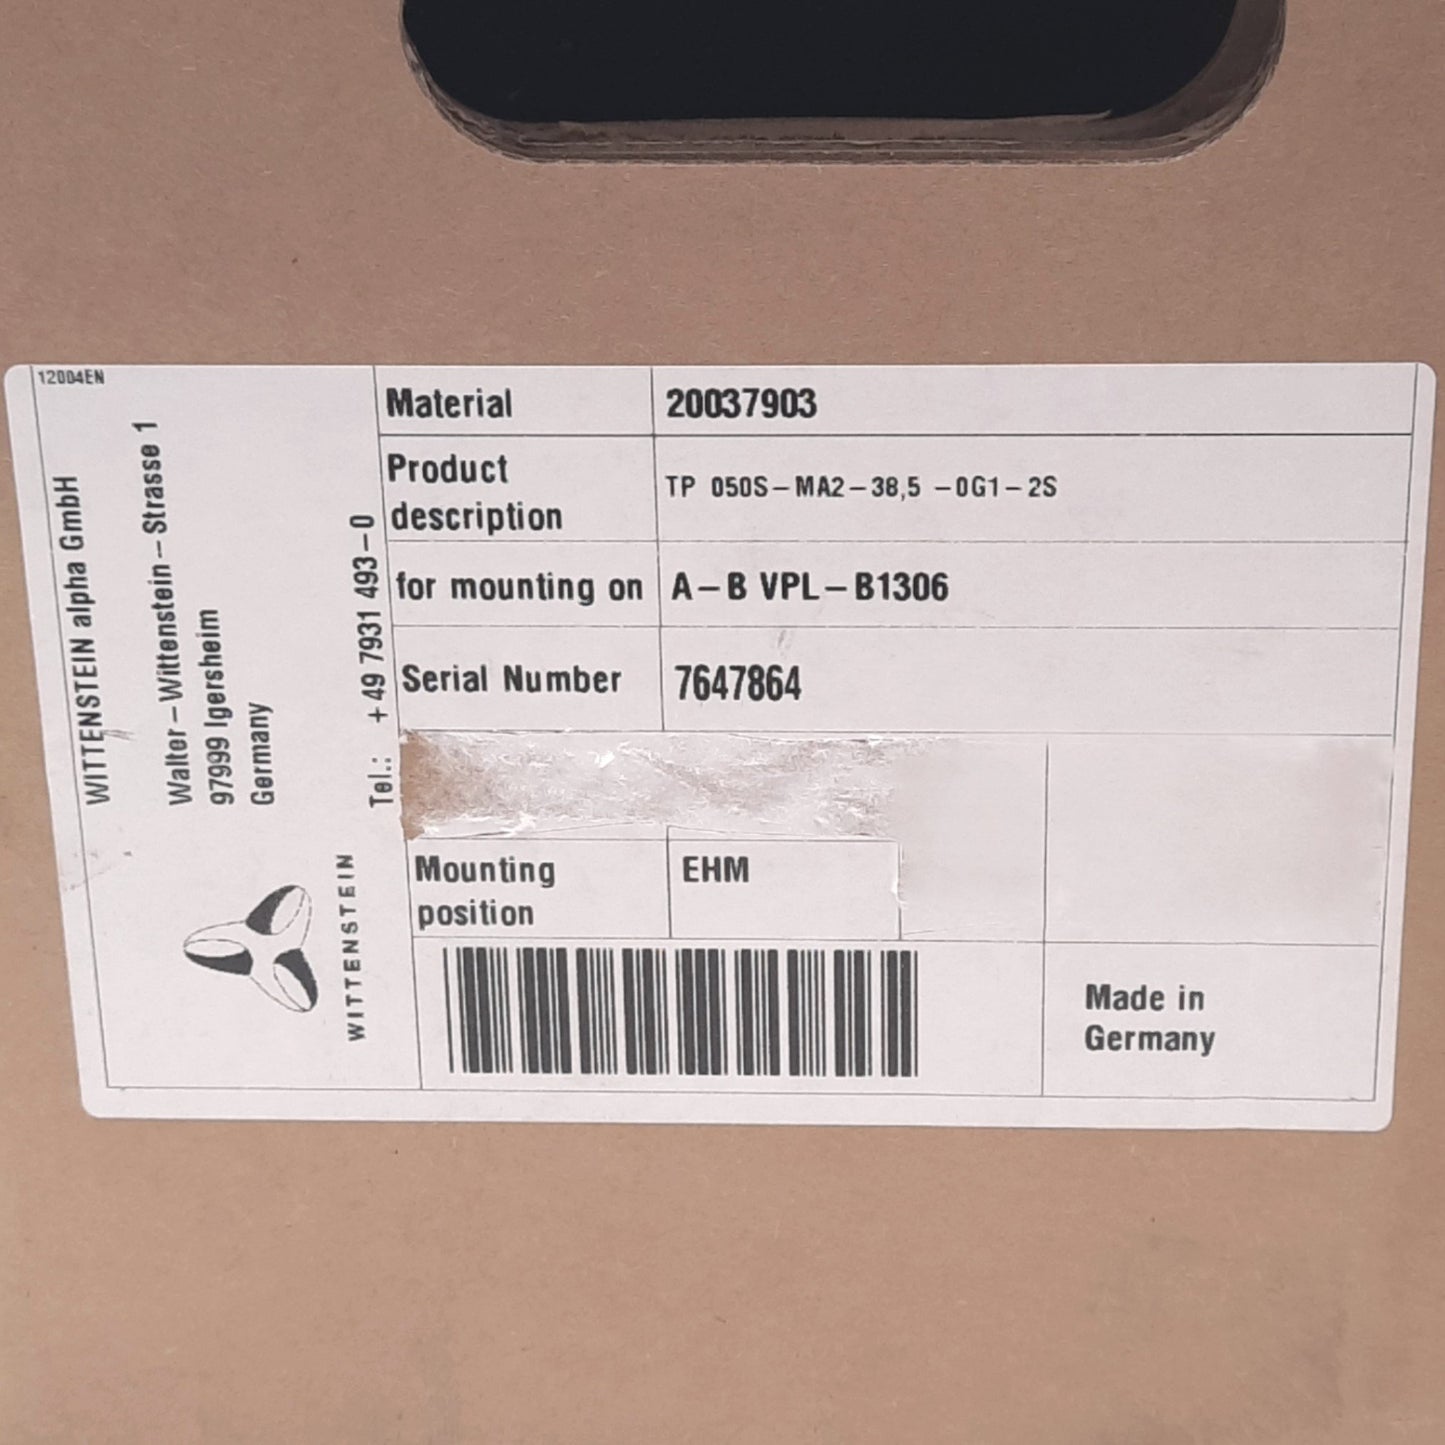 12004EN
WITTENSTEIN alpha GmbH
Walter-Wittenstein-Strasse 1
97999 Igersheim
Germany
Tel.: +49 7931 493-0
WITTENSTEIN
Material 20037903
Product description TP 050S-MA2-38,5 -0G1-2S
for mounting on A-B VPL-B1306
Serial Number 7647864
Mounting position EHM
Made in
Germany